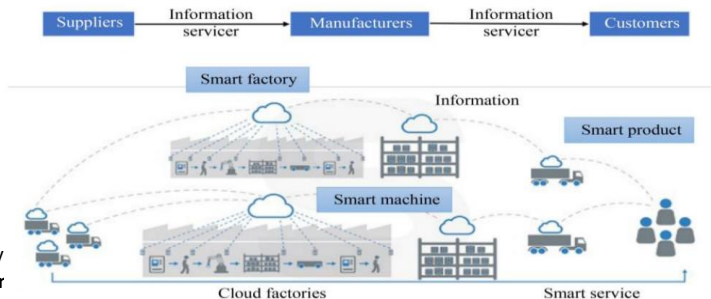 Suppliers
Information
servicer
Manufacturers
Information
servicer
Customers
Smart factory
Information
Smart product
Smart machine
Cloud factories
Smart service